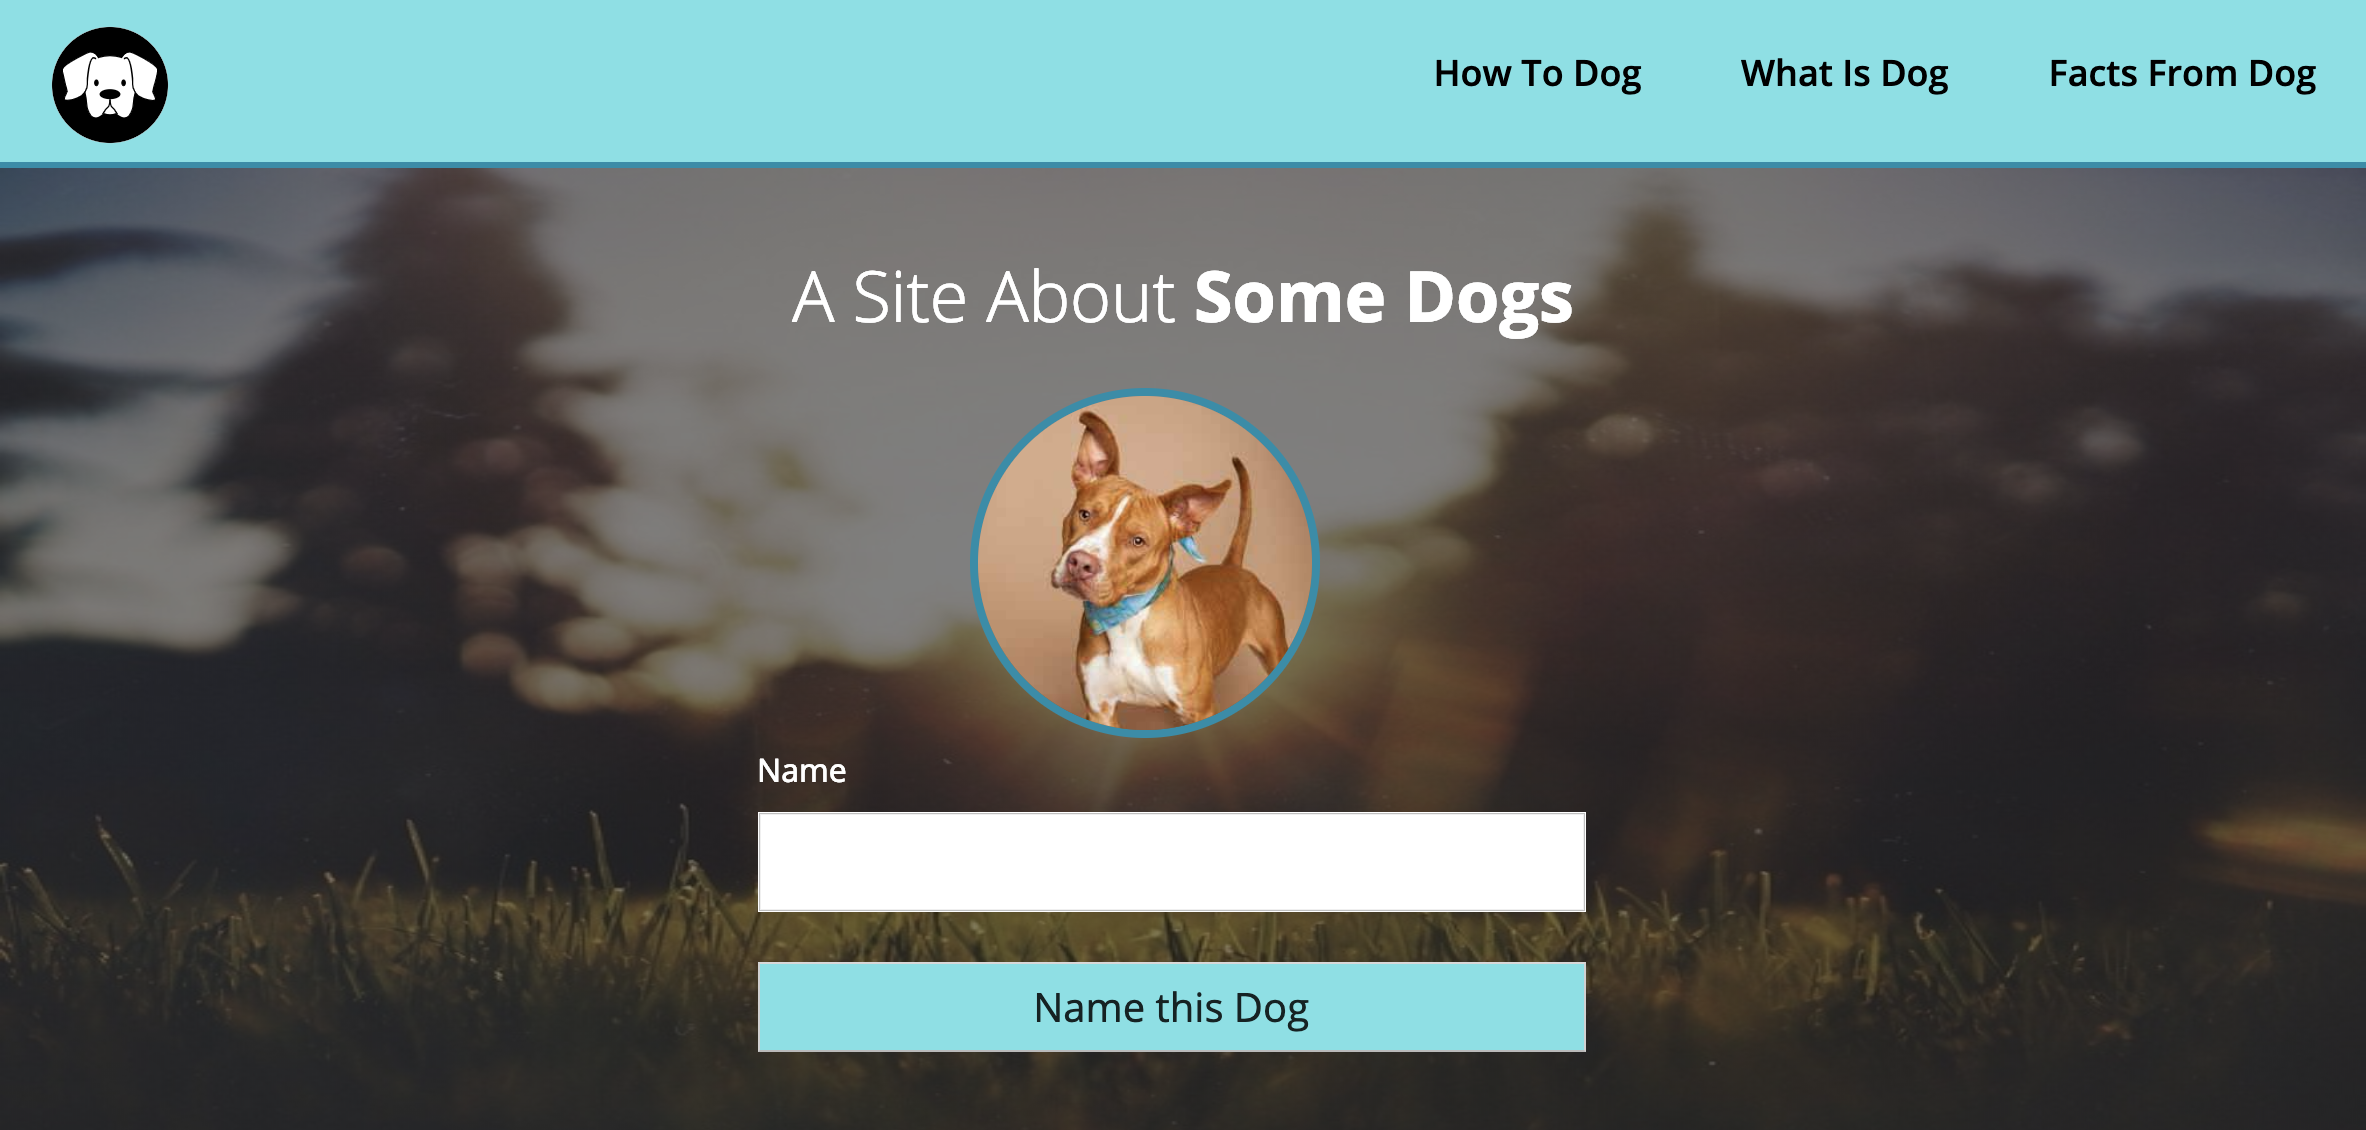 How To Dog
What Is Dog
Facts From Dog
A Site About Some Dogs
Name
Name this Dog